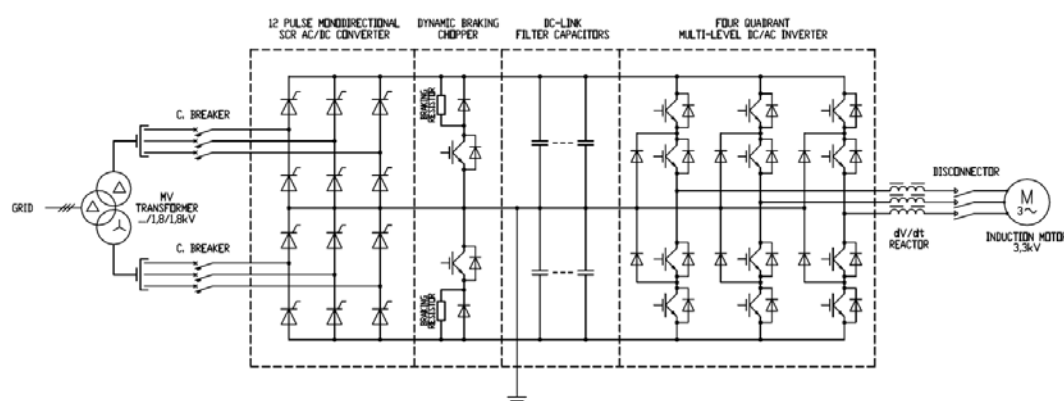 12 PULSE MONODIRECTIONAL
SCR AC/DC CONVERTER
DYNAMIC BRAKING
CHOPPER
DC-LINK
FILTER CAPACITORS
FOUR QUADRANT
MULTI-LEVEL DC/AC INVERTER
C. BREAKER
BRAKING
RESISTOR
GRID
MV
TRANSFORMER
.../1,8/1,8kV
C. BREAKER
BRAKING
RESISTOR
DISCONNECTOR
M
3~
dV/dt
REACTOR
INDUCTION MOTOR
3,3kV